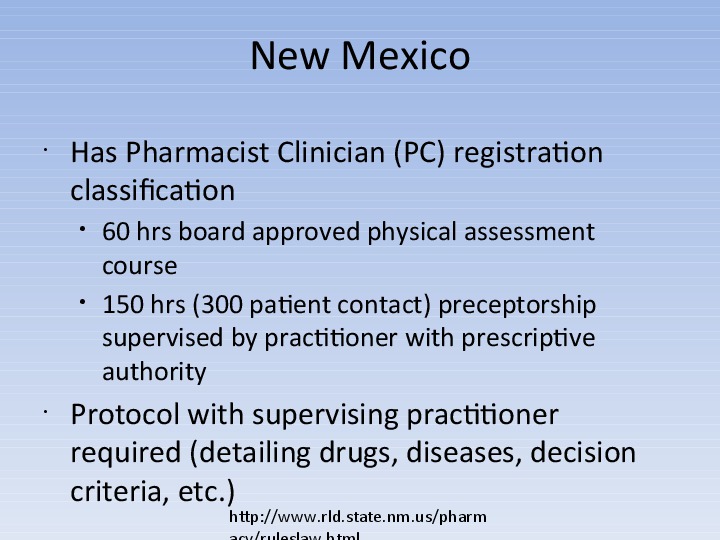 New Mexico
• Has Pharmacist Clinician (PC) registration
classification
• 60 hrs board approved physical assessment
course
• 150 hrs (300 patient contact) preceptorship
supervised by practitioner with prescriptive
authority
• Protocol with supervising practitioner
required (detailing drugs, diseases, decision
criteria, etc.)
http://www.rld.state.nm.us/pharm
acy/ruleslaw.html